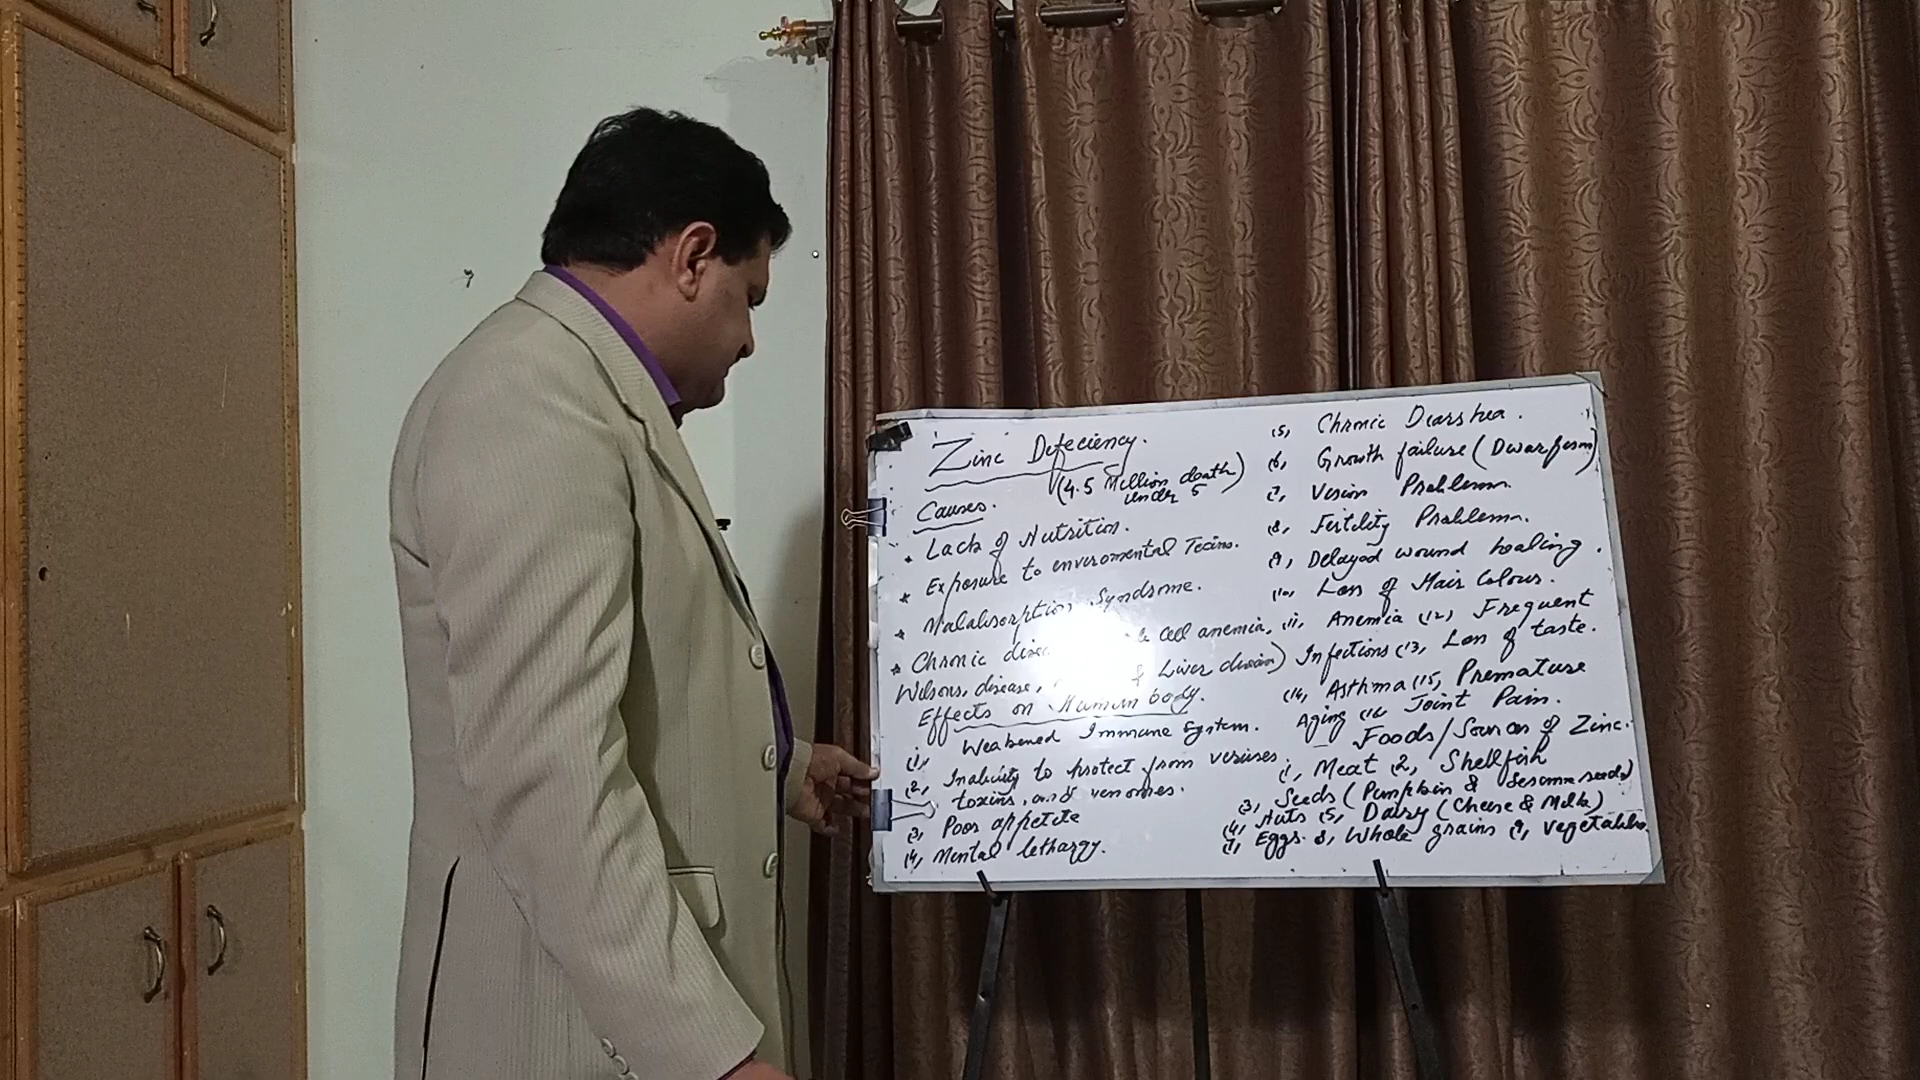 Zinc Defeciency.
(4.5 Million death
under 5
Causes.
* Lack of Nutrition.
* Exposure to enviromental Tocins.
* Malabsorption Syndrome.
* Chronic Cell anemia,
Wilsons, disease, & Liver disease)
Effects on Human body.
(1, Weakened Immune System.
(2, Inability to protect from veruses
toxins, and venomes.
(3, Poor appetite
(4, Mental lethargy.
(5, Chronic Diarrhea.
(6, Growth failure (Dwarfism)
(7, Vision Problem
(8, Fertility Problem.
(9, Delayed wound healing.
(10, Loss of Hair Colour.
(11, Anemia (12, Frequent
Infections (13, Loss of taste.
(14, Asthma (15, Premature
Aging (16 Joint Pain.
Foods/Sources of Zinc.
(1, Meat (2, Shellfish
(3, Seeds (Pumpkin & Sesame seeds)
(4, Nuts (5, Dairy (Cheese & Milk)
(7, Eggs. 8, Whole grains (9, vegetables